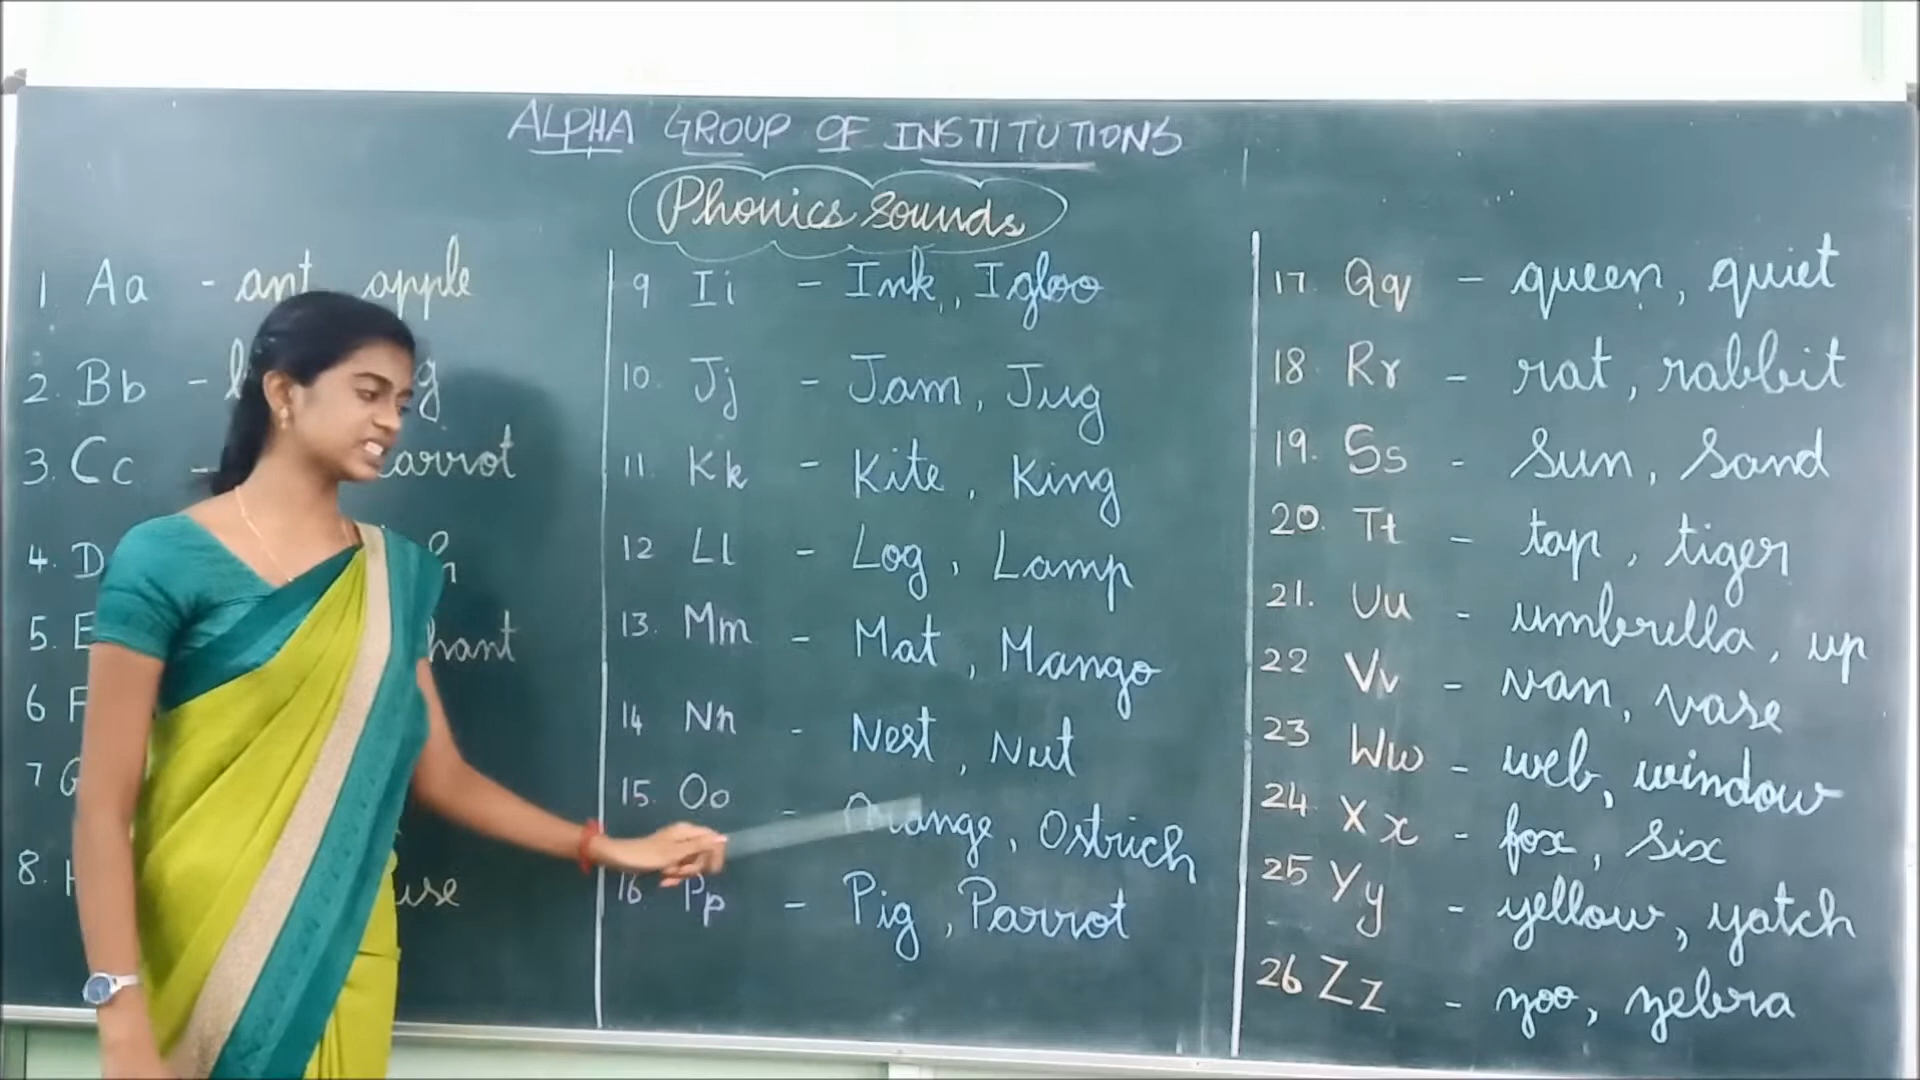 ALPHA GROUP OF INSTITUTIONS
Phonics Sounds
1. Aa - ant apple
2. Bb -
3. Cc - carrot
4. D
5. E
6 F
7 G
8. H
9 Ii - Ink, Igloo
10. Jj - Jam, Jug
11. Kk - Kite, King
12 Ll - Log, Lamp
13. Mm - Mat, Mango
14 Nn - Nest, Nut
15. Oo - Orange, Ostrich
16. Pp - Pig, Parrot
17. Qq - queen, quiet
18. Rr - rat, rabbit
19. Ss - sun, sand
20. Tt - tap, tiger
21. Uu - umbrella, up
22 Vv - van, vase
23 Ww - web, window
24. Xx - fox, six
25 Yy - yellow, yatch
26 Zz - zoo, zebra